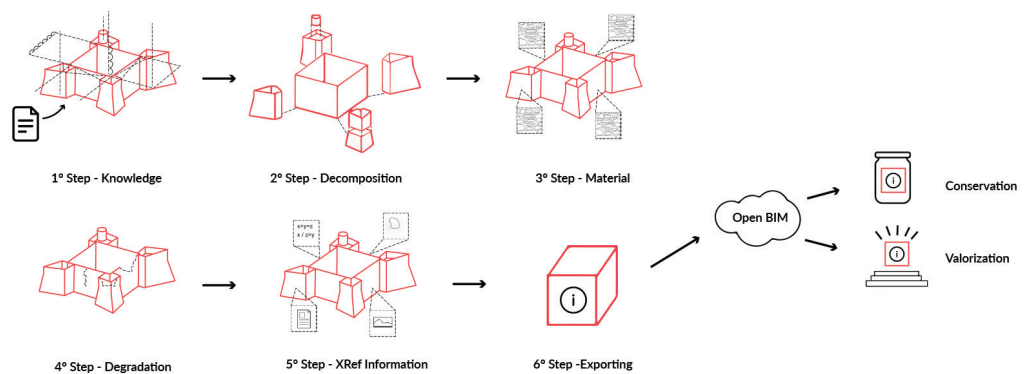 1° Step - Knowledge
2° Step - Decomposition
3° Step - Material
Open BIM
Conservation
Valorization
x+y=z
x / z=y
4° Step - Degradation
5° Step - XRef Information
6° Step -Exporting
i
i
i